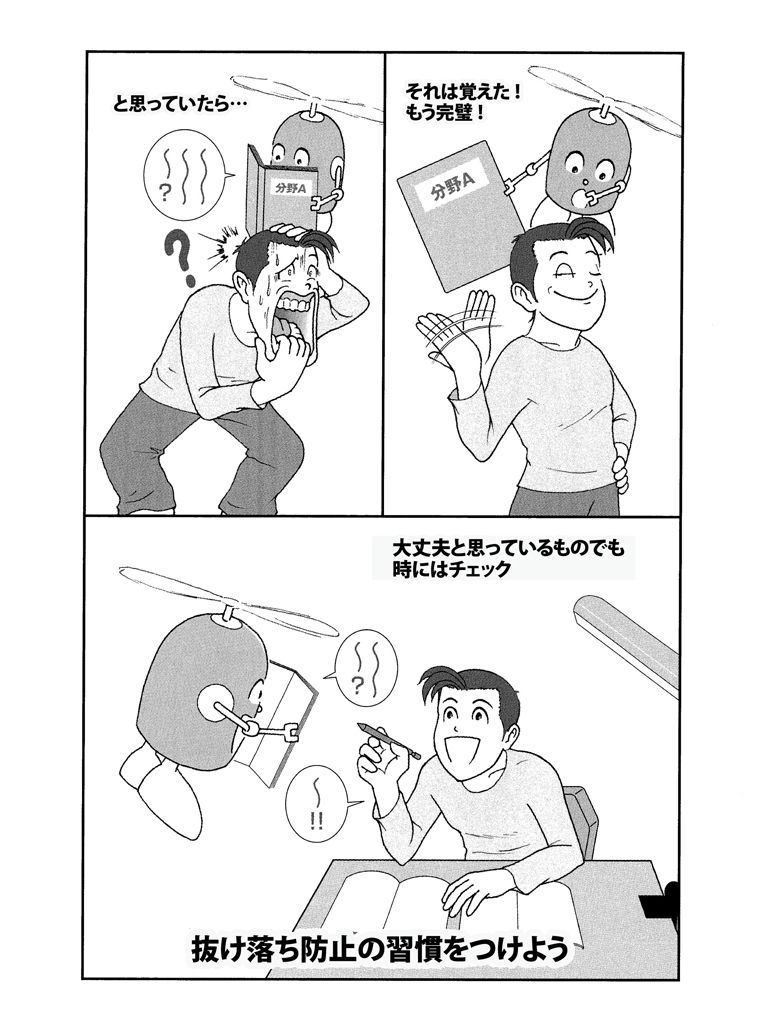 それは覚えた！
もう完璧！
分野A
と思っていたら…
分野A
?
?
大丈夫と思っているものでも
時にはチェック
?
!!
抜け落ち防止の習慣をつけよう